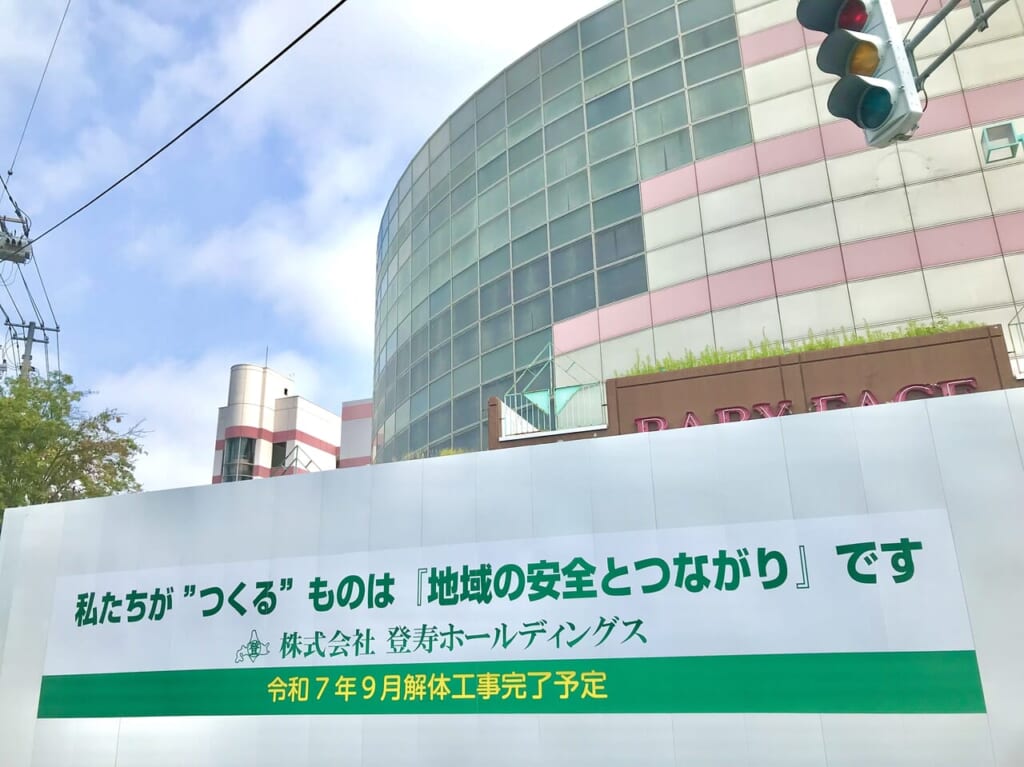 BABY FACE
私たちが”つくる”ものは『地域の安全とつながり』です
登 株式会社 登寿ホールディングス
令和7年9月解体工事完了予定